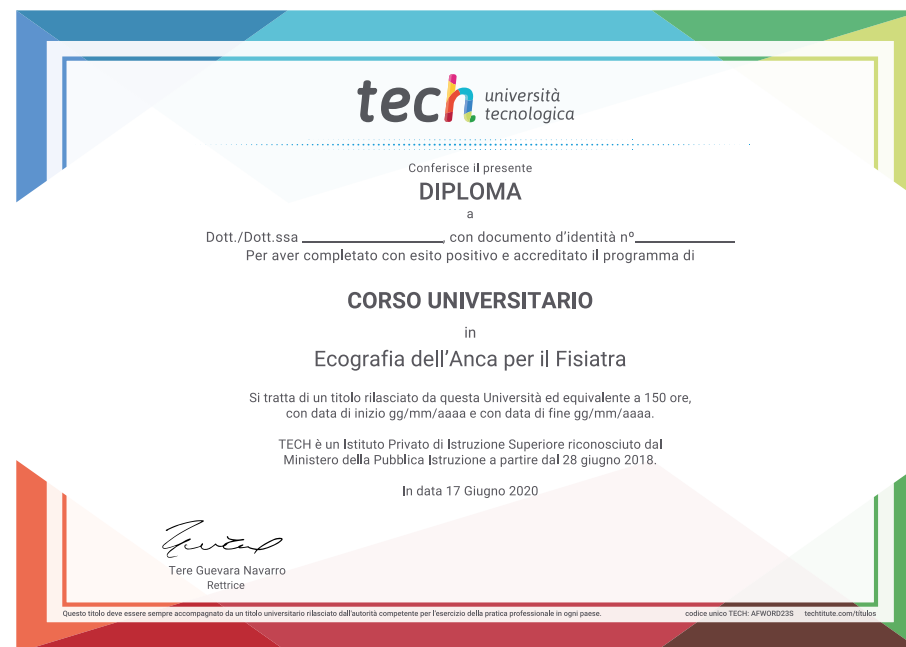 tech università
tecnologica
Conferisce il presente
DIPLOMA
a
Dott./Dott.ssa ________________, con documento d'identità nº____________
Per aver completato con esito positivo e accreditato il programma di
CORSO UNIVERSITARIO
in
Ecografia dell'Anca per il Fisiatra
Si tratta di un titolo rilasciato da questa Università ed equivalente a 150 ore,
con data di inizio gg/mm/aaaa e con data di fine gg/mm/aaaa.
TECH è un Istituto Privato di Istruzione Superiore riconosciuto dal
Ministero della Pubblica Istruzione a partire dal 28 giugno 2018.
In data 17 Giugno 2020
Tere Guevara Navarro
Rettrice
Questo titolo deve essere sempre accompagnato da un titolo universitario rilasciato dall'autorità competente per l'esercizio della pratica professionale in ogni paese. codice unico TECH: AFWORD23S techtitute.com/titulos